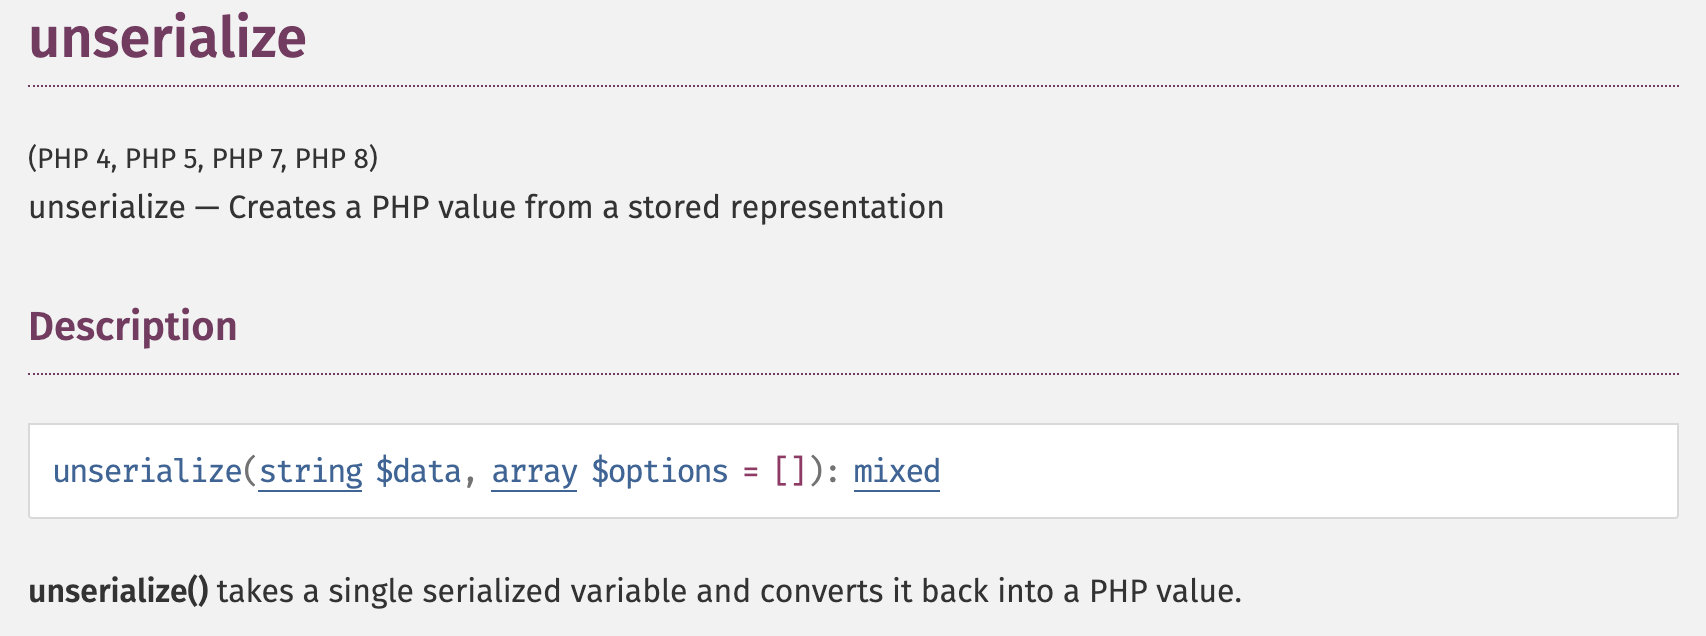 unserialize
(PHP 4, PHP 5, PHP 7, PHP 8)
unserialize — Creates a PHP value from a stored representation
Description
unserialize(string $data, array $options = []): mixed
unserialize() takes a single serialized variable and converts it back into a PHP value.